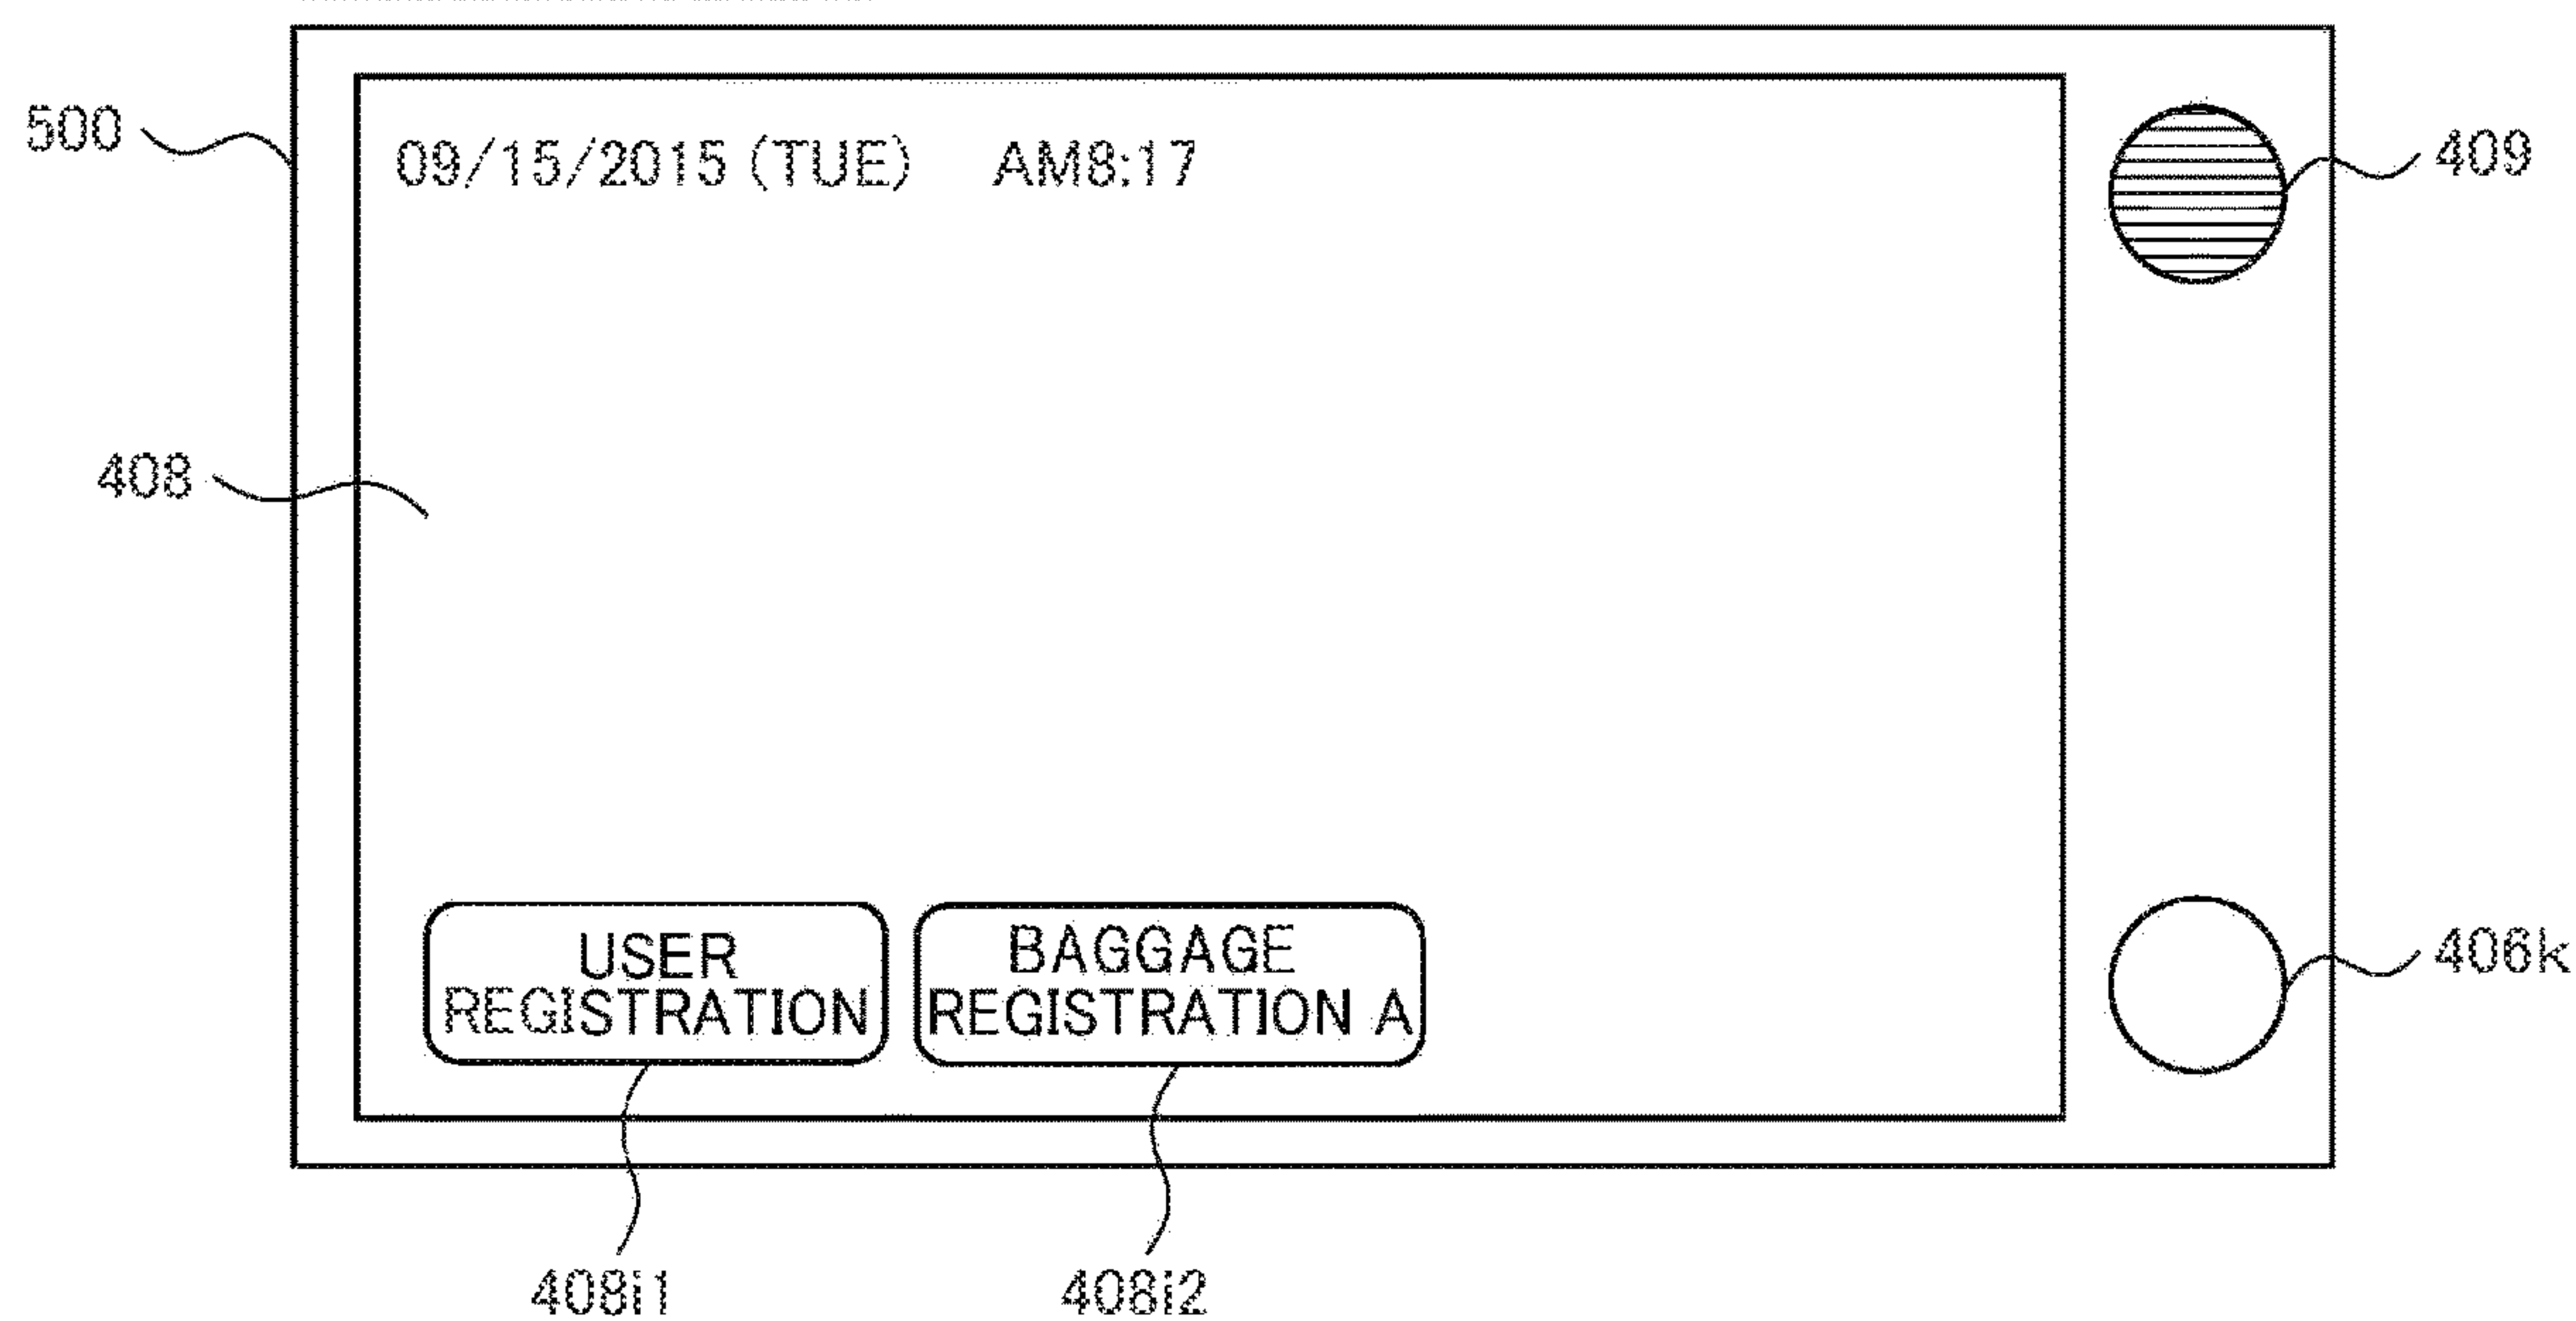 500
09/15/2015 (TUE) AM8:17
409
408
USER
REGISTRATION
BAGGAGE
REGISTRATION A
406k
408i1
408i2